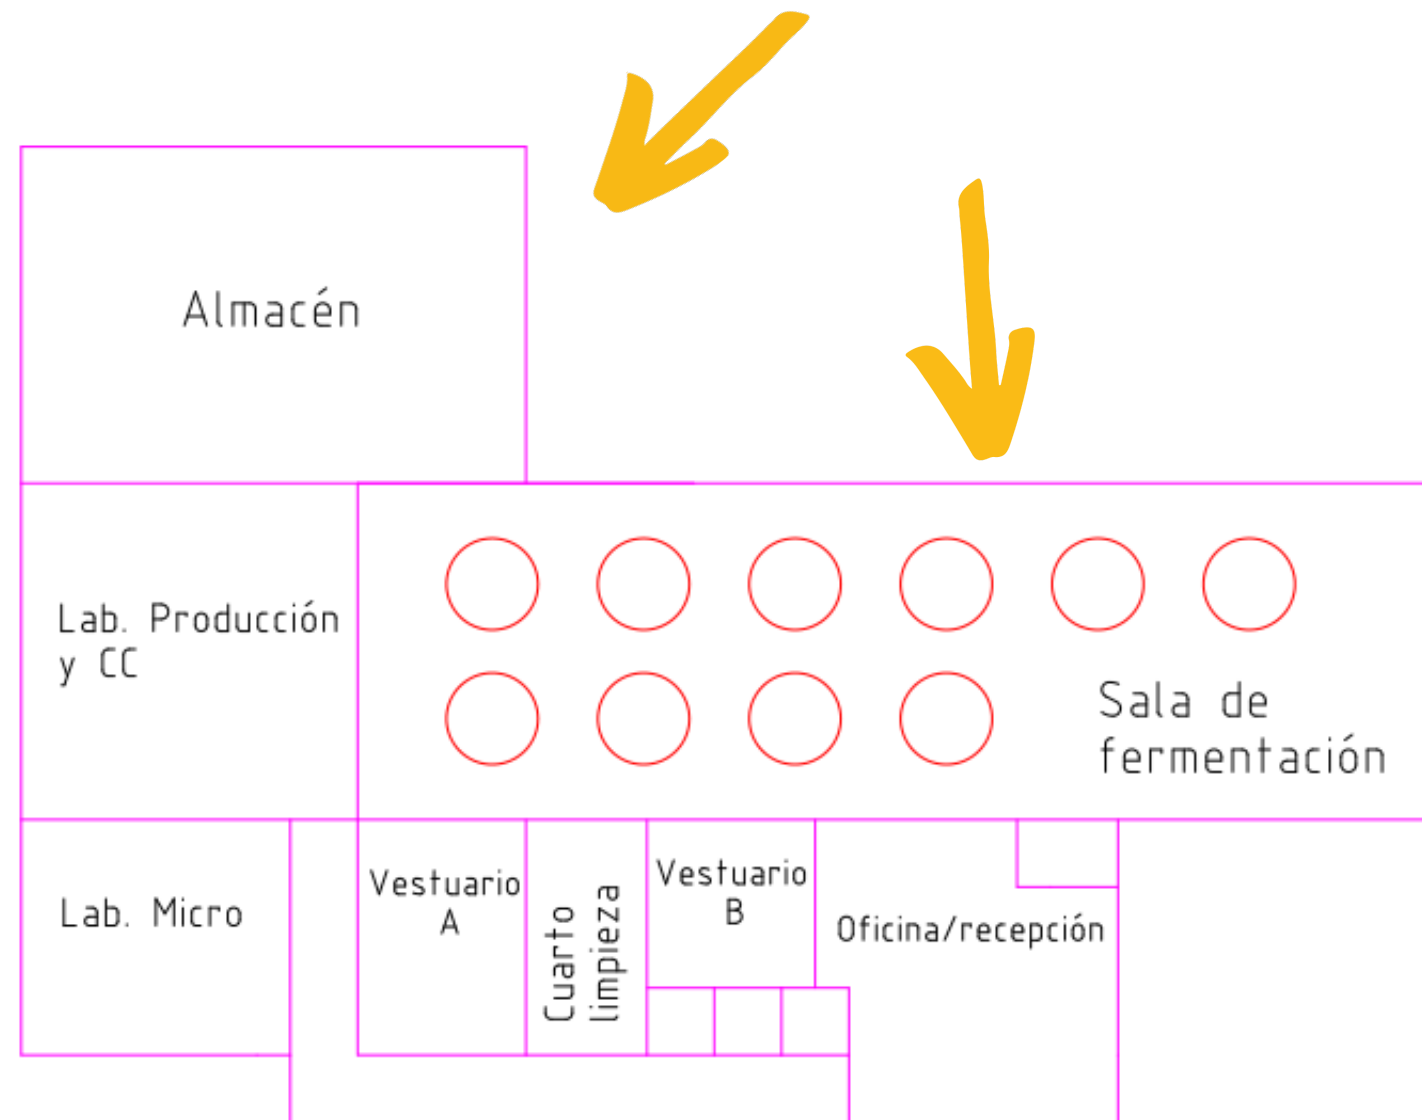 Almacén
Lab. Producción
y CC
Sala de
fermentación
Lab. Micro
Vestuario
A
Cuarto
limpieza
Vestuario
B
Oficina/recepción